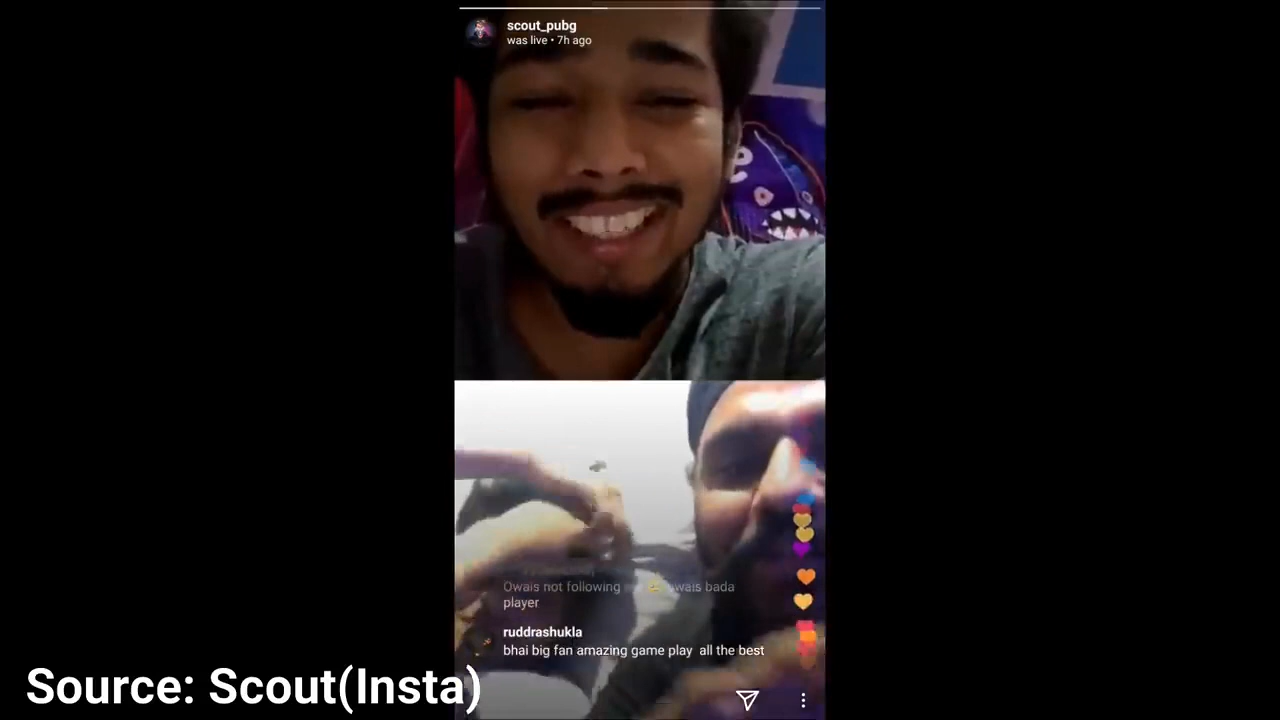 scout_pubg
was live • 7h ago
Owais not following
owais bada
player
ruddrashukla
bhai big fan amazing game play all the best
Source: Scout(Insta)